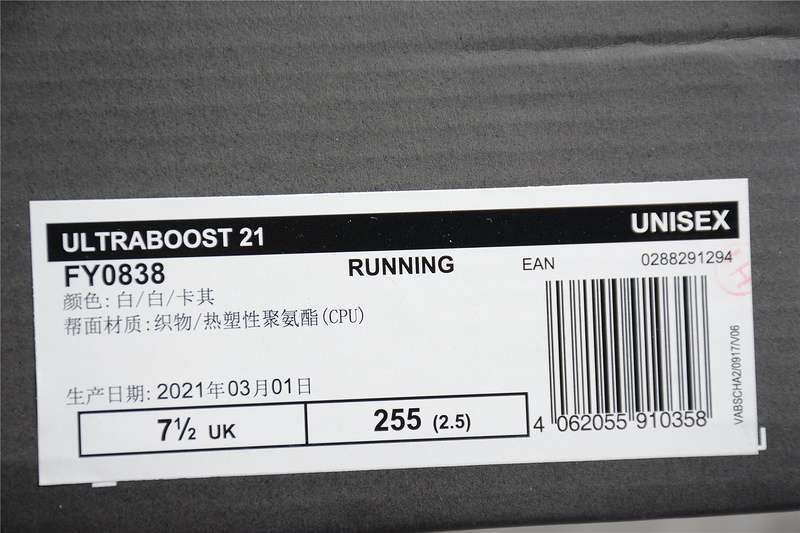 ULTRABOOST 21 UNISEX
FY0838 RUNNING EAN 0288291294
颜色:白/白/卡其
帮面材质:织物/热塑性聚氨酯(CPU)
生产日期:2021年03月01日
7½ UK 255 (2.5)
4 062055 910358
VABSCHA2/0917/V06